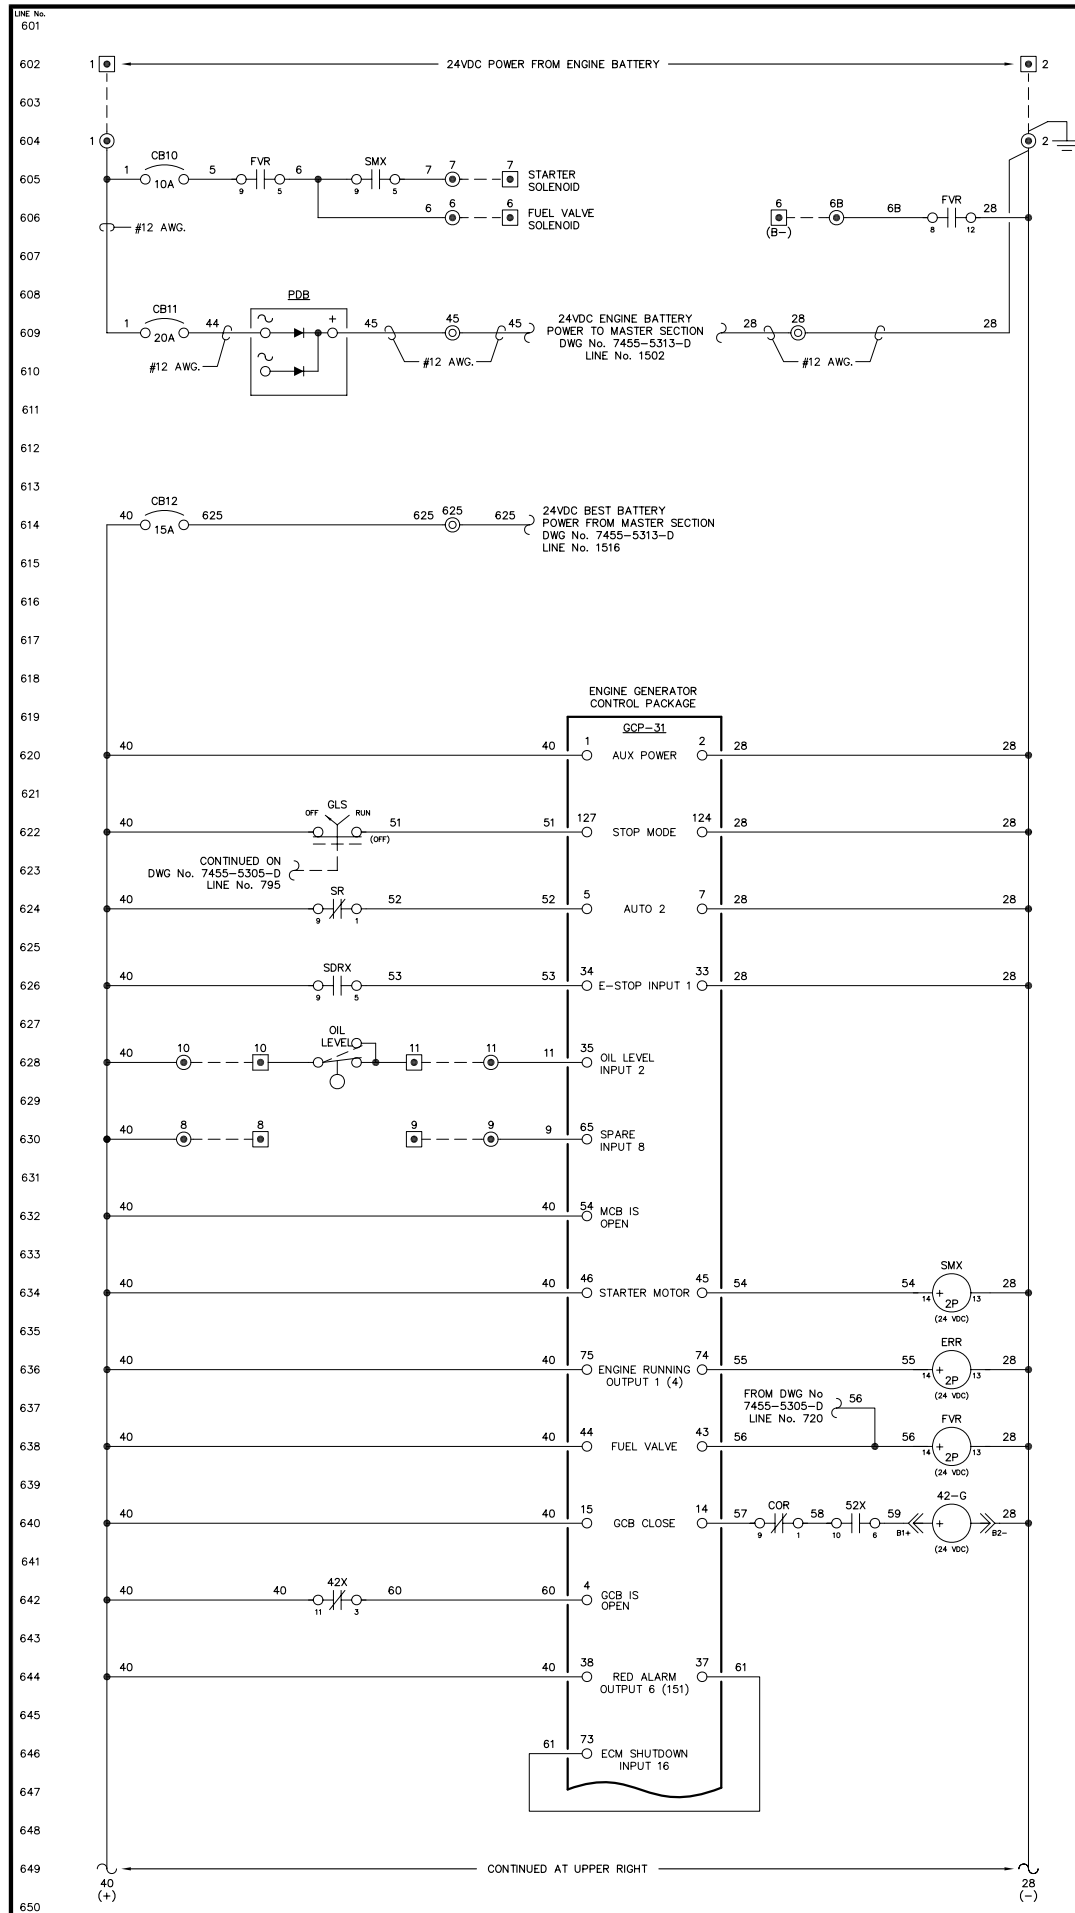 LINE No.
601
602 1 24VDC POWER FROM ENGINE BATTERY 2
603
604 1 2
CB10 FVR SMX 7 7
605 1 10A 5 6 7 STARTER
SOLENOID
9 5 9 5
6 6 6 6B FVR
606 6 FUEL VALVE
SOLENOID 6B 28
(B-) 8 12
#12 AWG.
607
608
PDB
CB11 + 45 24VDC ENGINE BATTERY 28
609 1 20A 44 45 45 POWER TO MASTER SECTION 28 28
DWG No. 7455-5313-D
LINE No. 1502
#12 AWG. #12 AWG. #12 AWG.
610
611
612
613
CB12 24VDC BEST BATTERY
614 40 15A 625 625 625 625 POWER FROM MASTER SECTION
DWG No. 7455-5313-D
LINE No. 1516
615
616
617
618
ENGINE GENERATOR
CONTROL PACKAGE
619
GCP-31
620 40 40 1 AUX POWER 2 28 28
621
GLS
OFF RUN
622 40 51 51 127 STOP MODE 124 28 28
(OFF)
CONTINUED ON
623 DWG No. 7455-5305-D
LINE No. 795
SR
624 40 52 52 5 AUTO 2 7 28 28
9 1
625
SDRX
626 40 53 53 34 E-STOP INPUT 1 33 28 28
9 5
627
OIL
LEVEL
628 40 10 10 11 11 11 35 OIL LEVEL
INPUT 2
629
630 40 8 8 9 9 9 65 SPARE
INPUT 8
631
632 40 40 54 MCB IS
OPEN
633
SMX
634 40 40 46 STARTER MOTOR 45 54 54 14 + 2P 13 28
(24 VDC)
635
ERR
636 40 40 75 ENGINE RUNNING 74 55 55 14 + 2P 13 28
OUTPUT 1 (4) (24 VDC)
FROM DWG No
637 7455-5305-D 56
LINE No. 720
FVR
638 40 40 44 FUEL VALVE 43 56 56 14 + 2P 13 28
(24 VDC)
639
COR 52X 42-G
640 40 40 15 GCB CLOSE 14 57 58 59 + 28
9 1 10 6 B1+ B2-
(24 VDC)
641
42X
642 40 40 60 60 4 GCB IS
OPEN
11 3
643
644 40 40 38 RED ALARM 37 61
OUTPUT 6 (151)
645
646 61 73 ECM SHUTDOWN
INPUT 16
647
648
649 CONTINUED AT UPPER RIGHT
40 28
(+) (-)
650